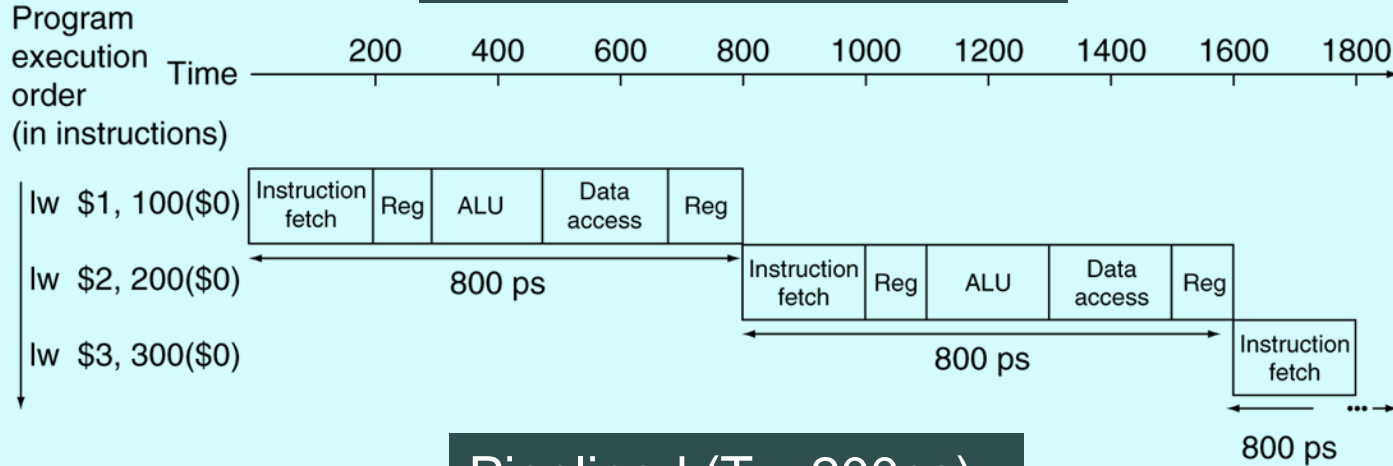 Program
execution
order
(in instructions)
Time
200 400 600 800 1000 1200 1400 1600 1800
lw $1, 100($0)
Instruction
fetch
Reg
ALU
Data
access
Reg
800 ps
lw $2, 200($0)
Instruction
fetch
Reg
ALU
Data
access
Reg
800 ps
lw $3, 300($0)
Instruction
fetch
...
800 ps